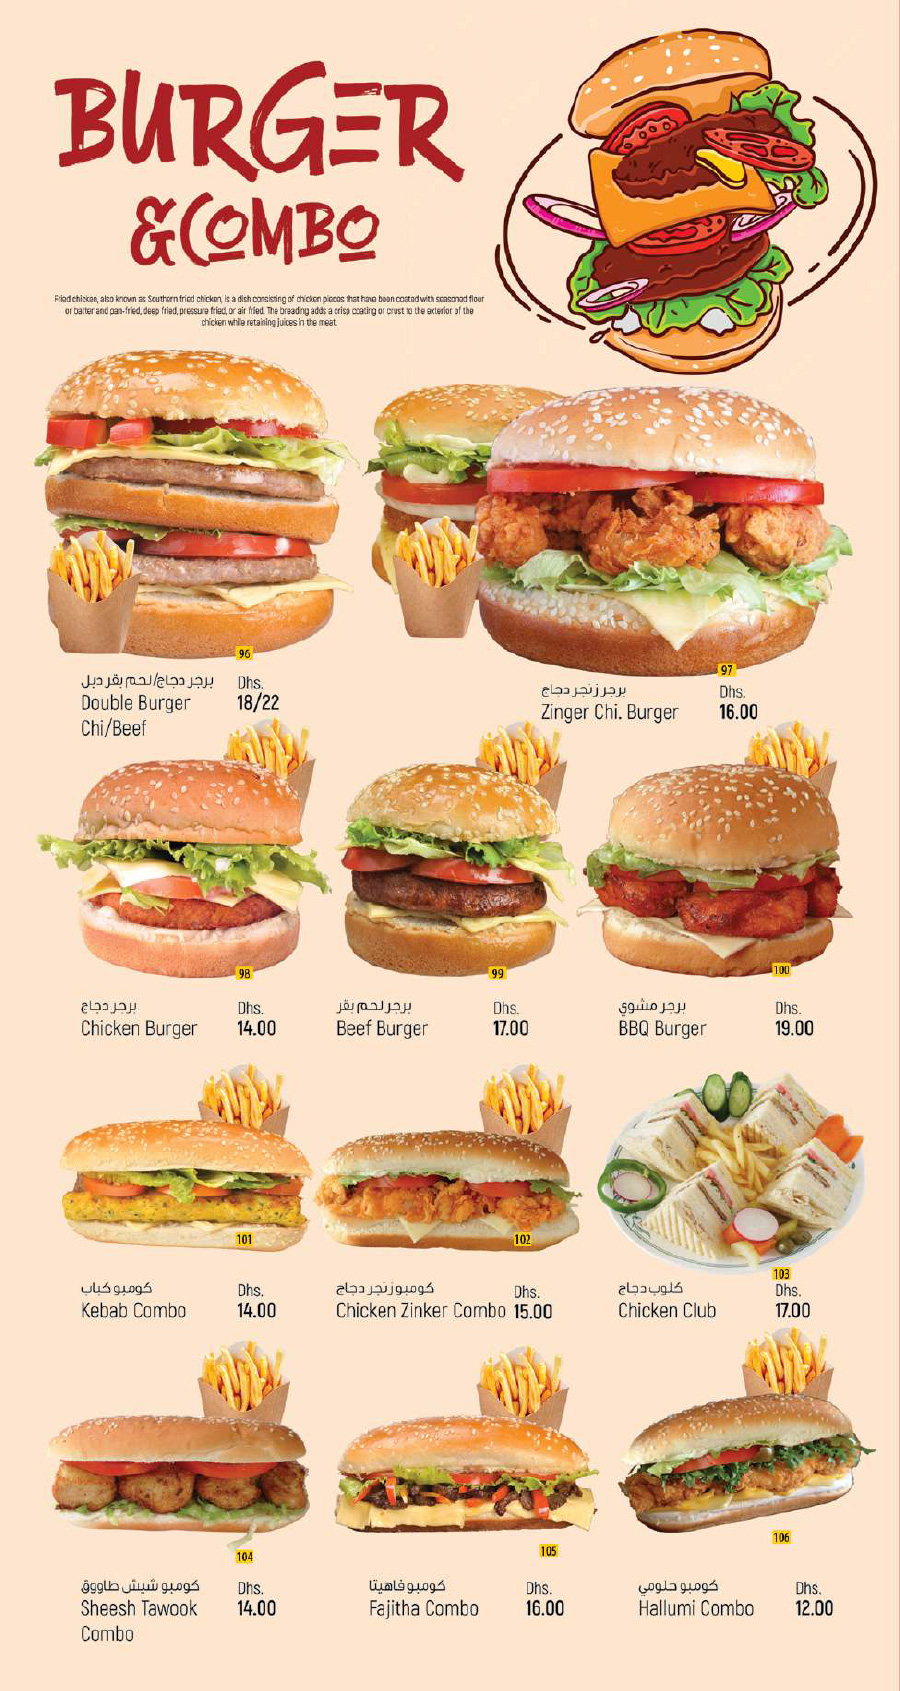 BURGER
&COMBO
Fried chicken, also known as Southern fried chicken, is a dish consisting of chicken pieces that have been coated with seasoned floor
or batter and pan-fried, deep fried, pressure fried, or air fried. The breading adds a crisp coating or crust to the exterior of the
chicken while retaining juices in the meat.
96
برجر دجاج/لحم بقر دبل
Dhs.
Double Burger
18/22
Chi/Beef
97
برجر زنجر دجاج
Dhs.
Zinger Chi. Burger
16.00
98
برجر دجاج
Dhs.
Chicken Burger
14.00
99
برجر لحم بقر
Dhs.
Beef Burger
17.00
100
برجر مشوي
Dhs.
BBQ Burger
19.00
101
كومبو كباب
Dhs.
Kebab Combo
14.00
102
كومبو زنجر دجاج
Dhs.
Chicken Zinker Combo
15.00
103
كلوب دجاج
Dhs.
Chicken Club
17.00
104
كومبو شيش طاووق
Dhs.
Sheesh Tawook
14.00
Combo
105
كومبو فاهيتا
Dhs.
Fajitha Combo
16.00
106
كومبو حلومي
Dhs.
Hallumi Combo
12.00